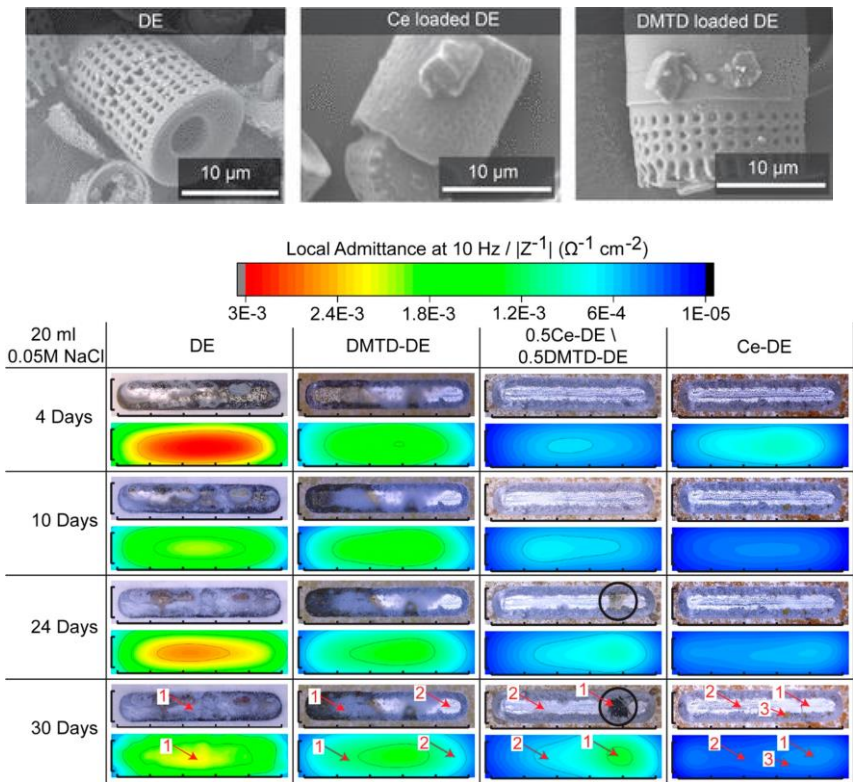 DE
Ce loaded DE
DMTD loaded DE
10 µm
10 µm
10 µm
Local Admittance at 10 Hz / |Z⁻¹| (Ω⁻¹ cm⁻²)
3E-3 2.4E-3 1.8E-3 1.2E-3 6E-4 1E-05
20 ml
0.05M NaCl
DE
DMTD-DE
0.5Ce-DE \
0.5DMTD-DE
Ce-DE
4 Days
10 Days
24 Days
30 Days
1
1 2
2 1
2 1
3
1
1 2
2 1
2 1
3